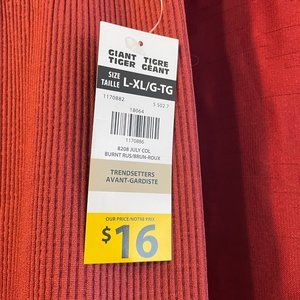 GIANT TIGER TIGRE GÉANT
SIZE TAILLE L-XL/G-TG
1170882
18064
1170886
8208 JULY COL
BURNT RUS/BRUN-ROUX
TRENDSETTERS
AVANT-GARDISTE
OUR PRICE/NOTRE PRIX
$16